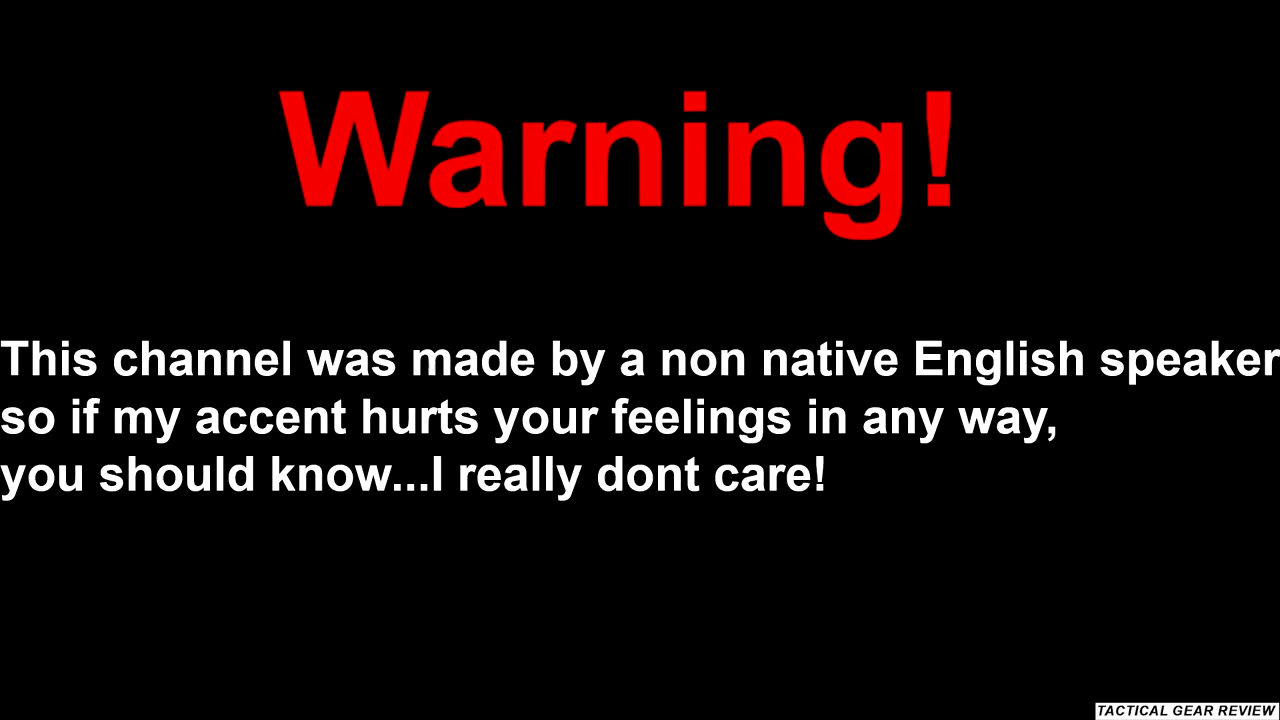 Warning!
This channel was made by a non native English speaker
so if my accent hurts your feelings in any way,
you should know...I really dont care!
TACTICAL GEAR REVIEW